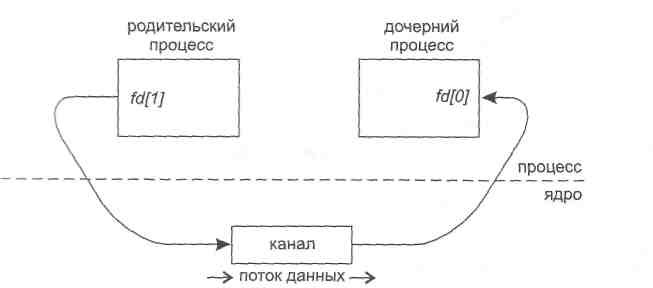 родительский
процесс
дочерний
процесс
fd[1]
fd[0]
процесс
ядро
канал
поток данных